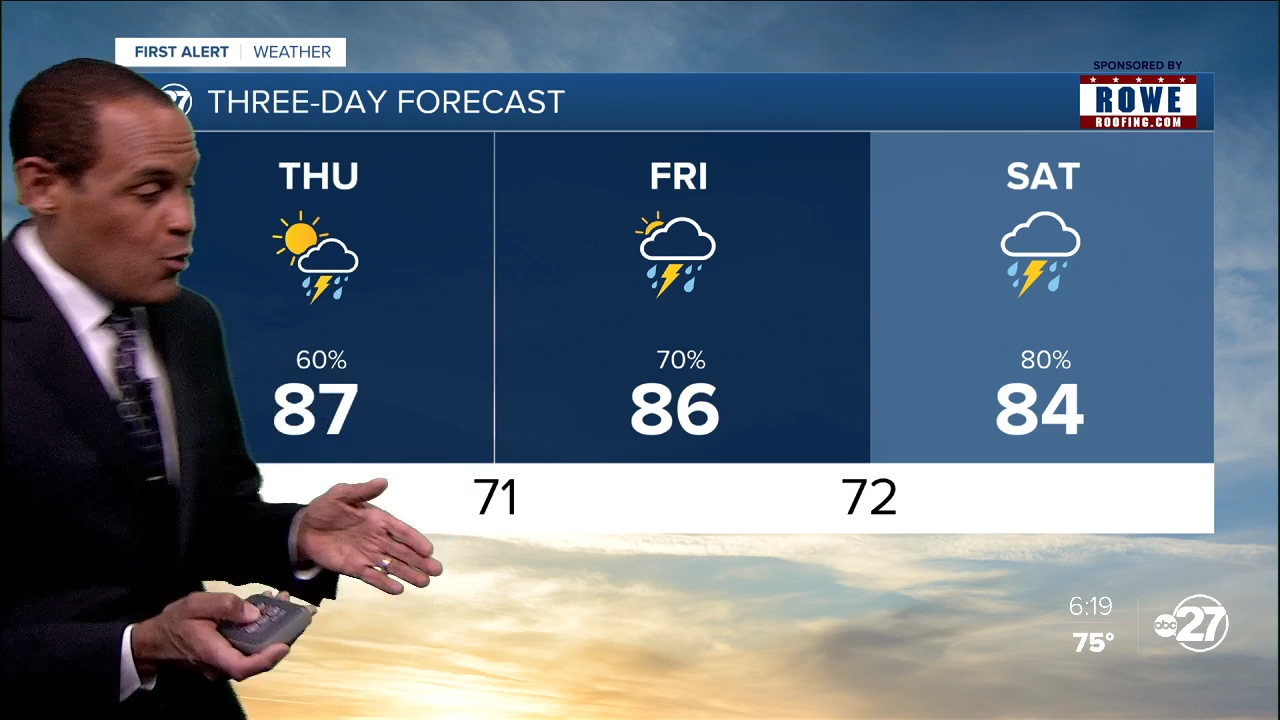 FIRST ALERT | WEATHER
SPONSORED BY
ROWE
ROOFING.COM
27 THREE-DAY FORECAST
THU FRI SAT
60% 70% 80%
87 86 84
71 72
6:19
75°
abc 27